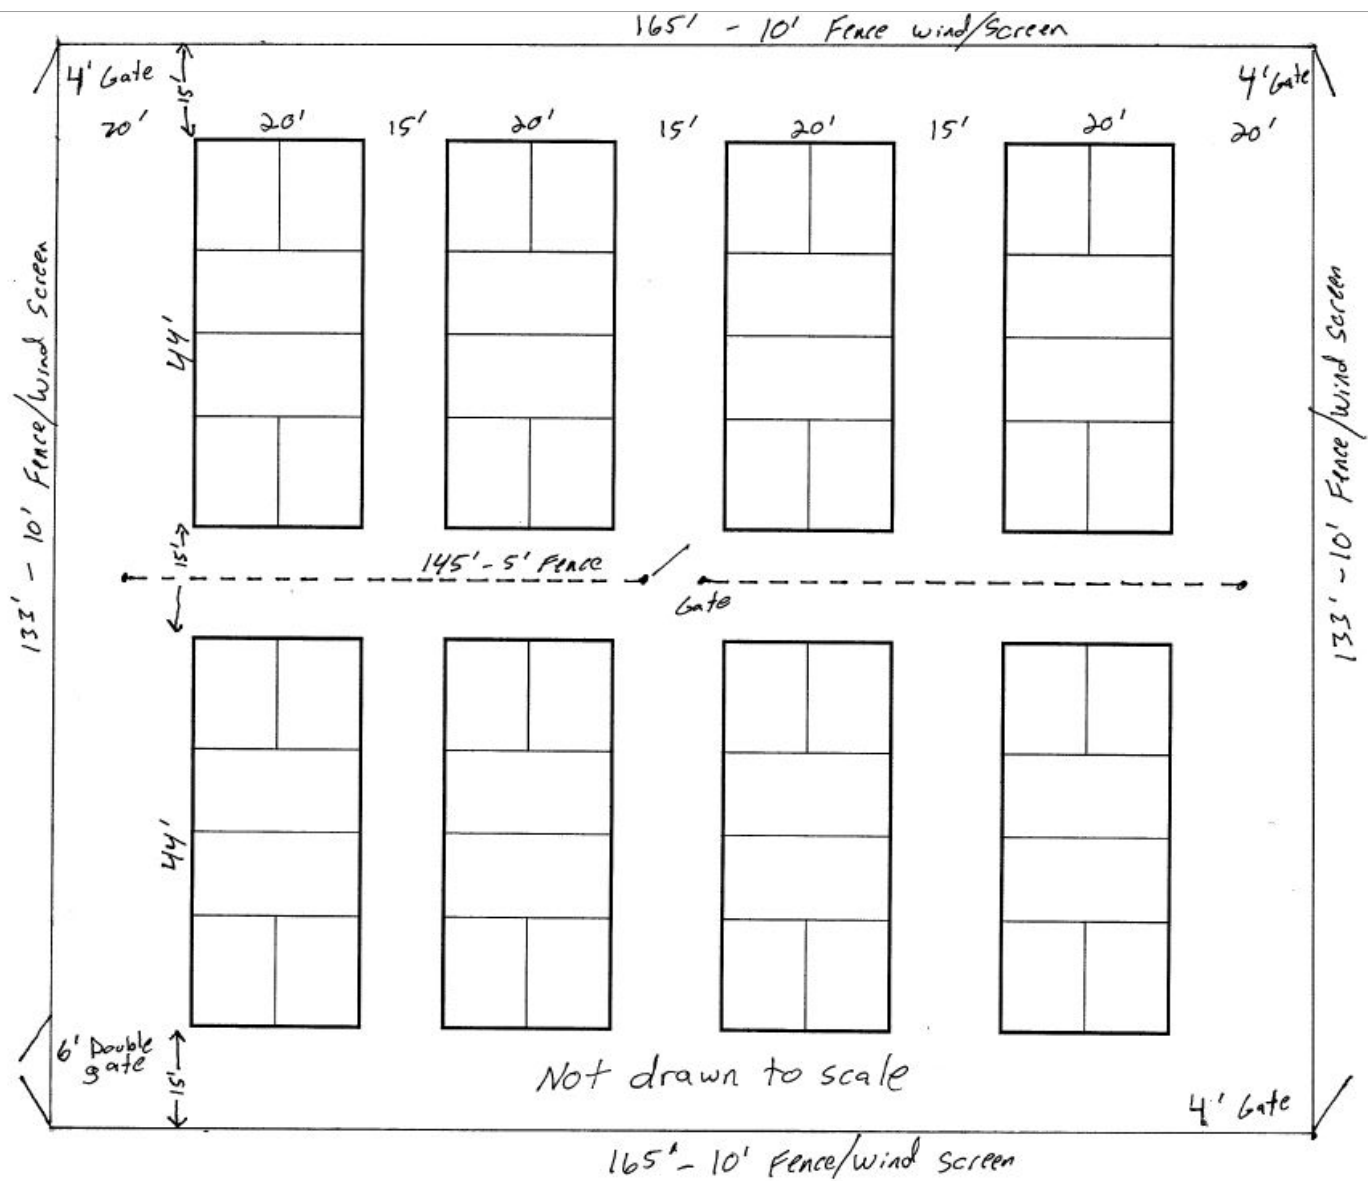 165' - 10' Fence wind/Screen
4' Gate
15'
4' Gate
20'
20'
15'
20'
15'
20'
15'
20'
20'
133' - 10' Fence/Wind Screen
44'
133' - 10' Fence/Wind Screen
15'
145' - 5' Fence
Gate
44'
6' Double
gate
15'
Not drawn to scale
4' Gate
165' - 10' Fence/Wind Screen